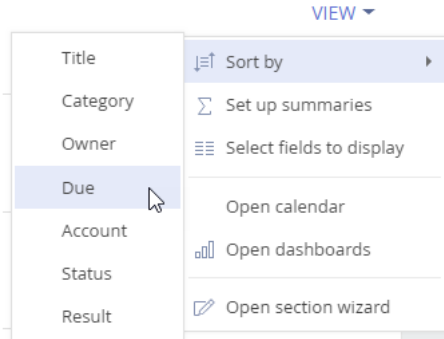 VIEW
Sort by
Set up summaries
Select fields to display
Open calendar
Open dashboards
Open section wizard
Title
Category
Owner
Due
Account
Status
Result